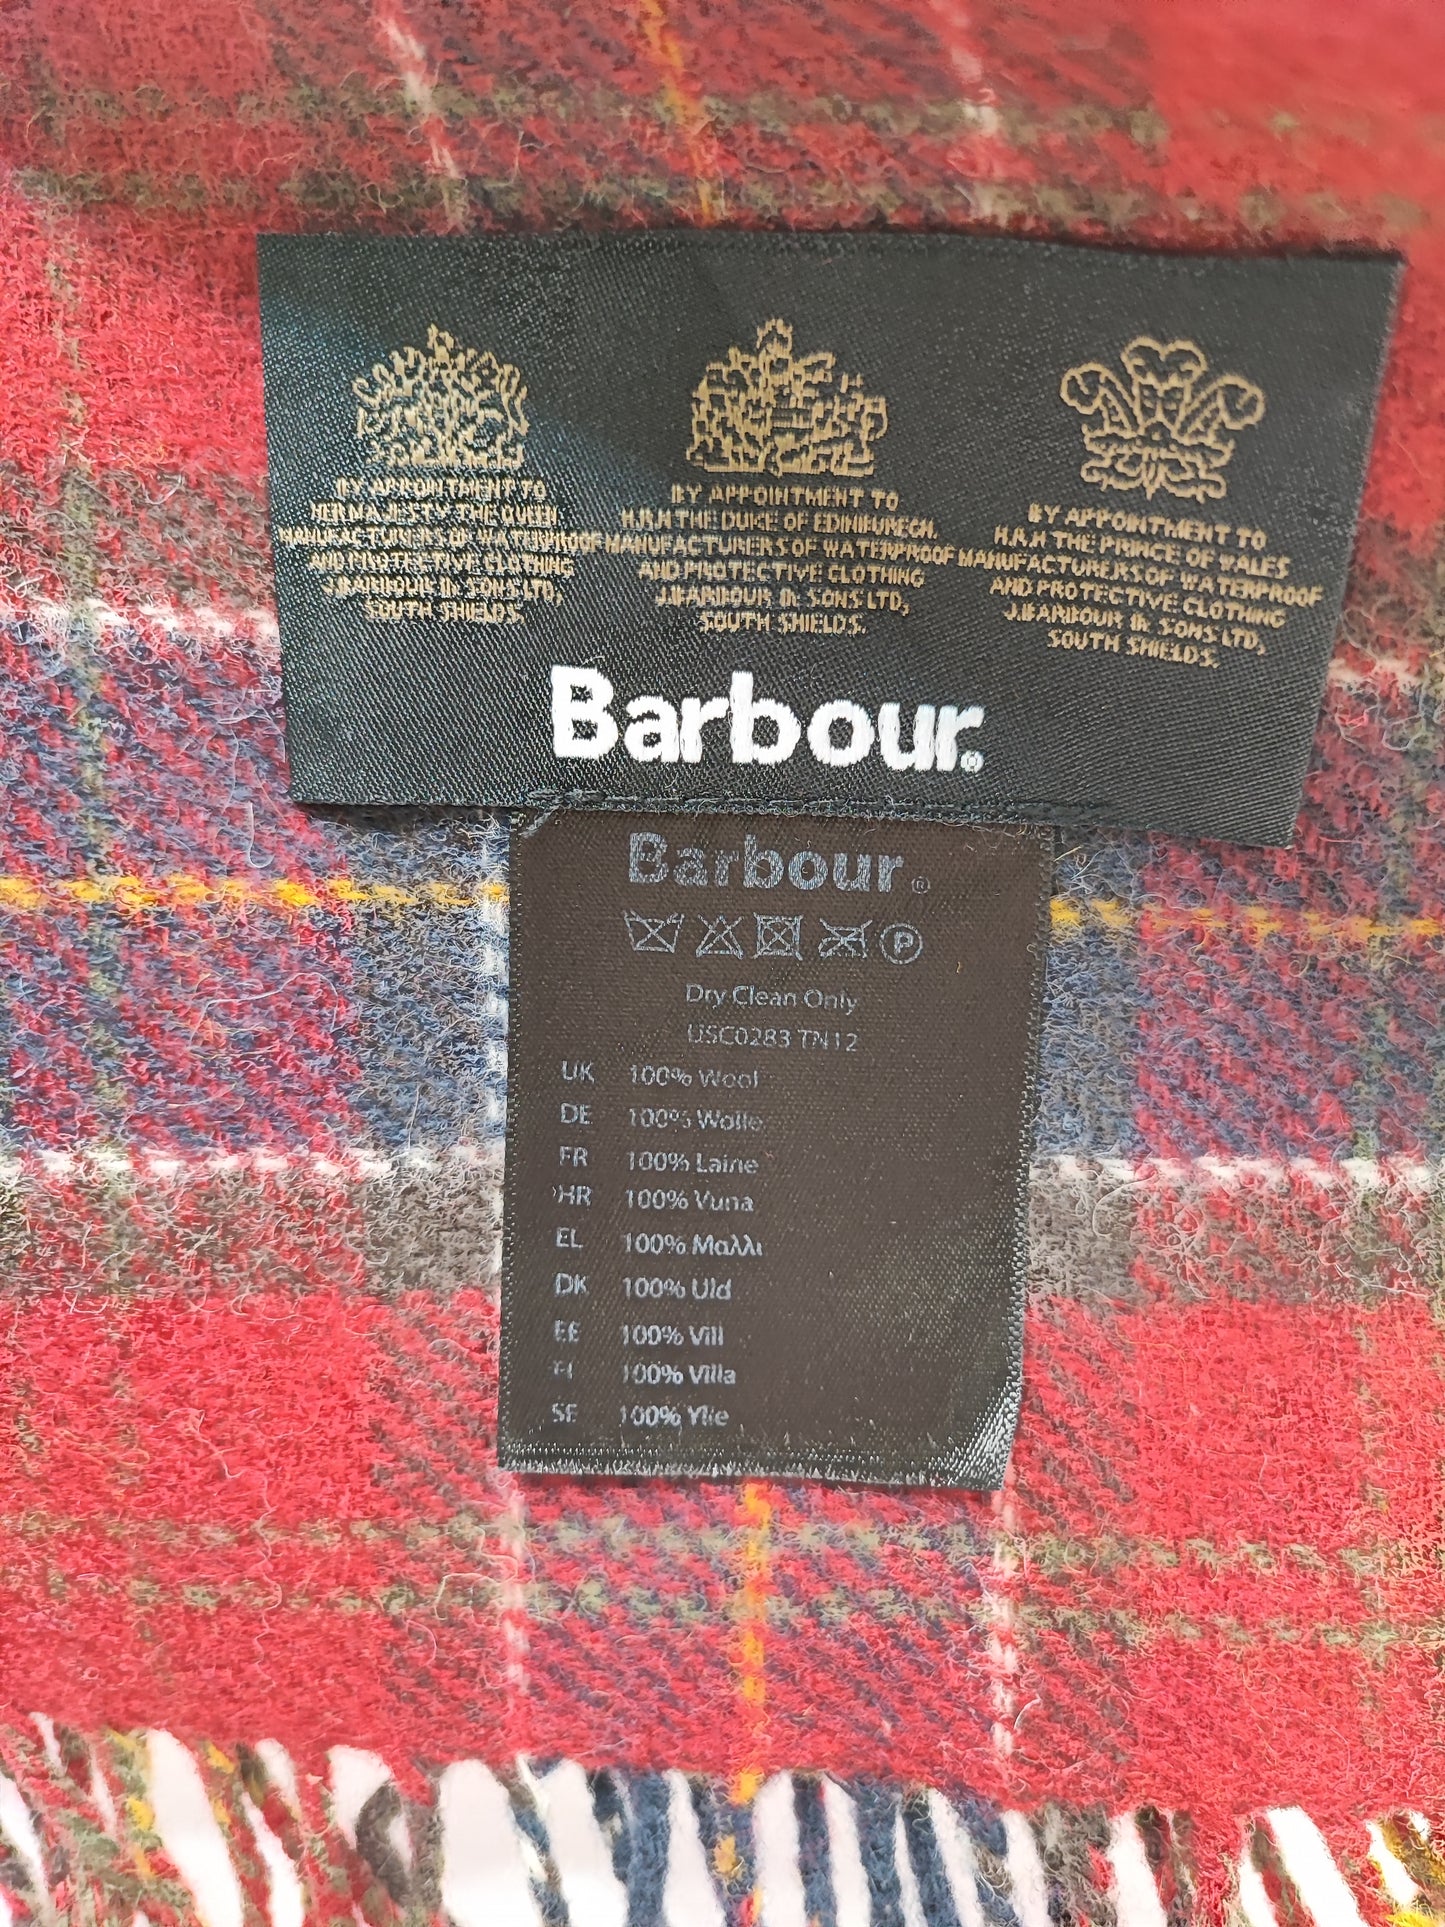 BY APPOINTMENT TO
HER MAJESTY THE QUEEN,
MANUFACTURERS OF WATERPROOF
AND PROTECTIVE CLOTHING
J.BARBOUR & SONS LTD,
SOUTH SHIELDS.
BY APPOINTMENT TO
H.R.H THE DUKE OF EDINBURGH,
MANUFACTURERS OF WATERPROOF
AND PROTECTIVE CLOTHING
J.BARBOUR & SONS LTD,
SOUTH SHIELDS.
BY APPOINTMENT TO
H.R.H THE PRINCE OF WALES
MANUFACTURERS OF WATERPROOF
AND PROTECTIVE CLOTHING
J.BARBOUR & SONS LTD,
SOUTH SHIELDS.
Barbour.®
Barbour®
P
Dry Clean Only
USC0283 TN12
UK 100% Wool
DE 100% Wolle
FR 100% Laine
HR 100% Vuna
EL 100% Μαλλι
DK 100% Uld
EE 100% Vill
FI 100% Villa
SE 100% Ylle